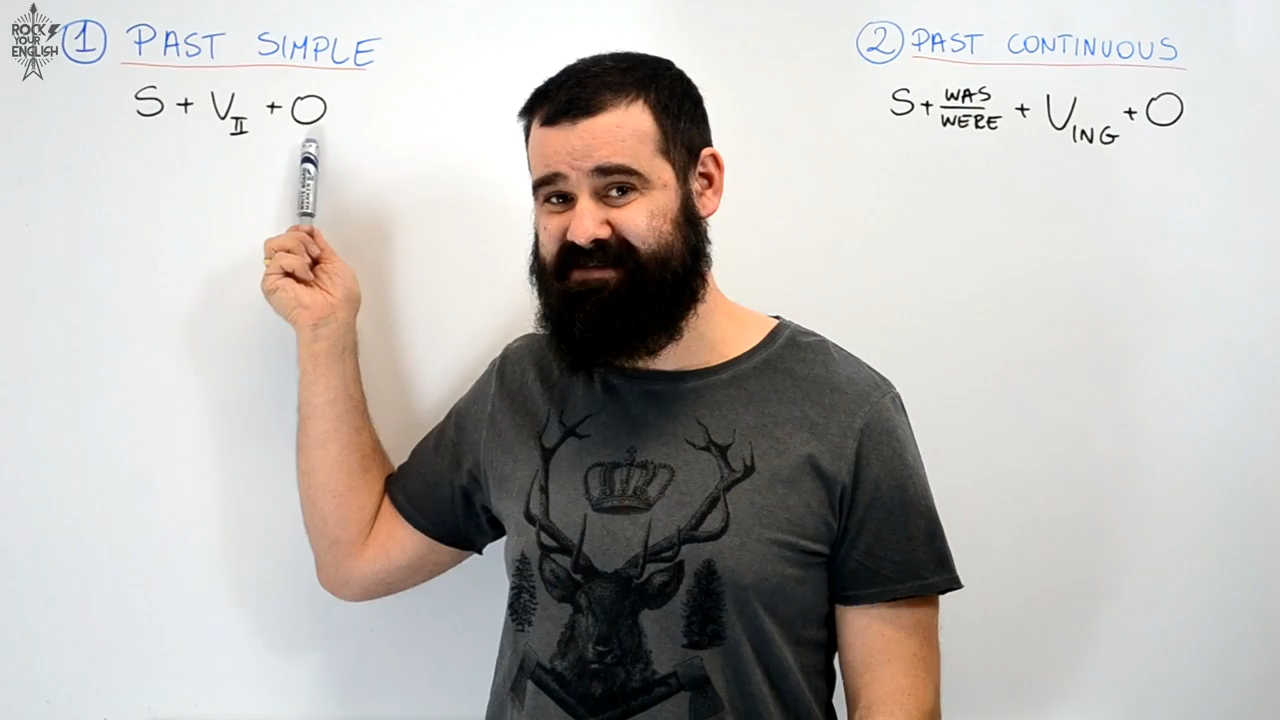 ROCK
YOUR
ENGLISH
1 PAST SIMPLE
S + V II + O
2 PAST CONTINUOUS
S + WAS / WERE + V ING + O